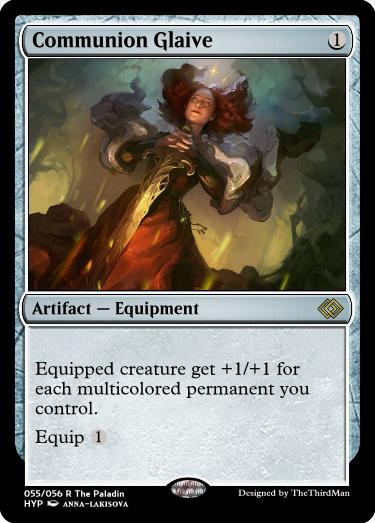 Communion Glaive 1
Artifact — Equipment
Equipped creature get +1/+1 for
each multicolored permanent you
control.
Equip 1
055/056 R The Paladin
HYP ANNA-LAKISOVA
Designed by TheThirdMan